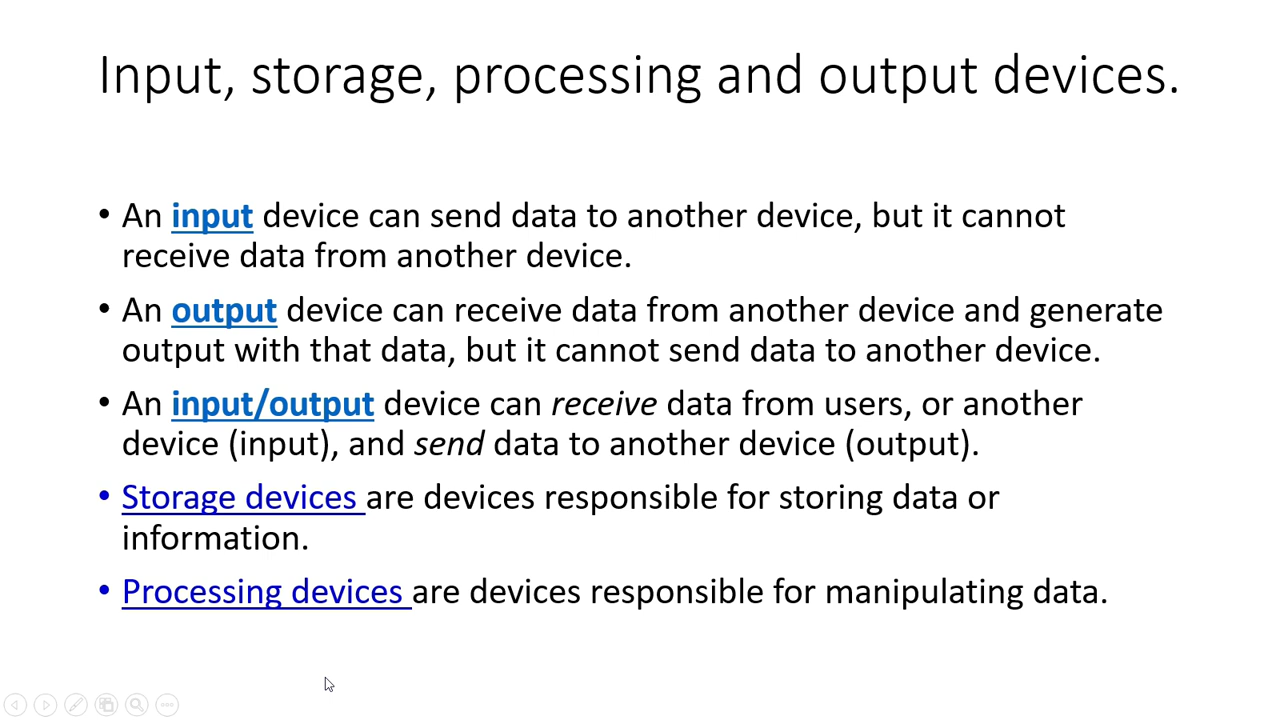 Input, storage, processing and output devices.
• An input device can send data to another device, but it cannot
receive data from another device.
• An output device can receive data from another device and generate
output with that data, but it cannot send data to another device.
• An input/output device can receive data from users, or another
device (input), and send data to another device (output).
• Storage devices are devices responsible for storing data or
information.
• Processing devices are devices responsible for manipulating data.